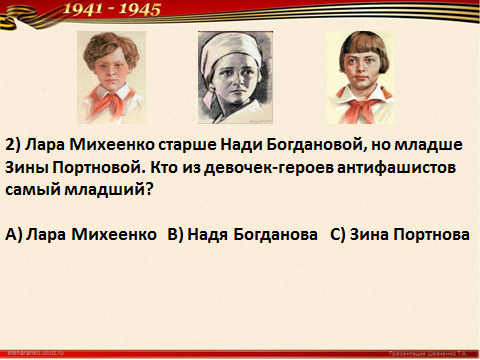 1941 - 1945
2) Лара Михеенко старше Нади Богдановой, но младше
Зины Портновой. Кто из девочек-героев антифашистов
самый младший?
А) Лара Михеенко В) Надя Богданова С) Зина Портнова
elenaranko.ucoz.ru
Презентация Шевченко Т.А.